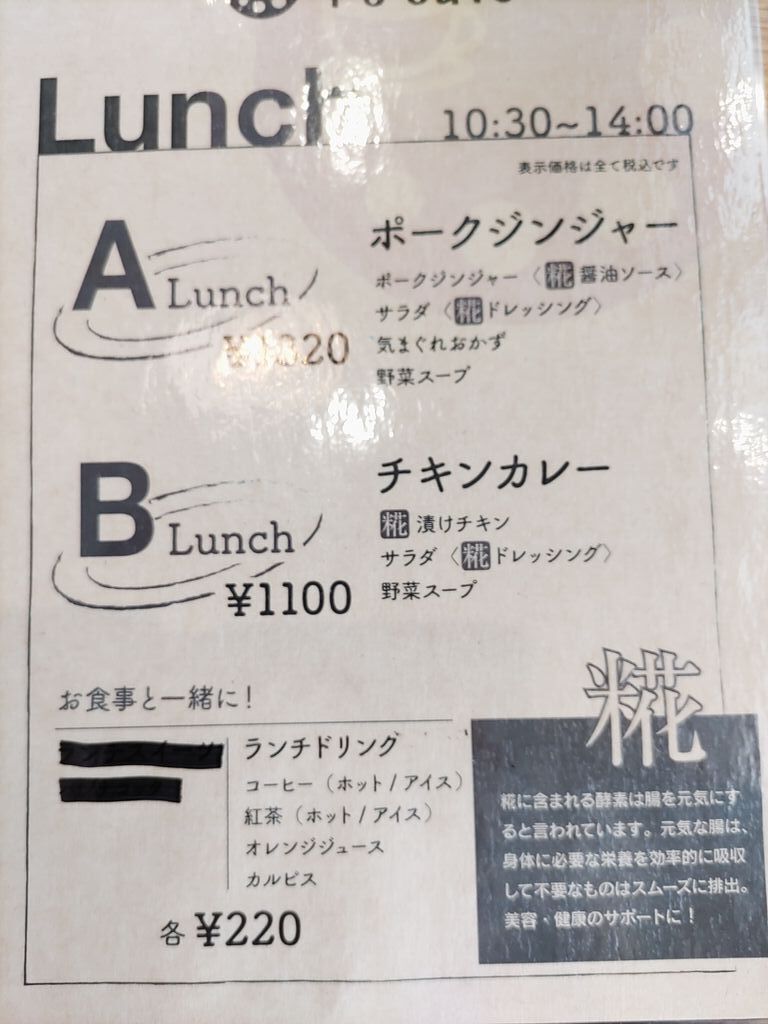 Lunch 10:30~14:00
表示価格は全て税込です
A Lunch
ポークジンジャー
ポークジンジャー〈糀醤油ソース〉
サラダ〈糀ドレッシング〉
気まぐれおかず
野菜スープ
B Lunch
¥1100
チキンカレー
糀漬けチキン
サラダ〈糀ドレッシング〉
野菜スープ
お食事と一緒に!
ランチドリング
コーヒー（ホット/アイス）
紅茶（ホット/アイス）
オレンジジュース
カルピス
各 ¥220
糀
糀に含まれる酵素は腸を元気にす
ると言われています。元気な腸は、
身体に必要な栄養を効率的に吸収
して不要なものはスムーズに排出。
美容・健康のサポートに！